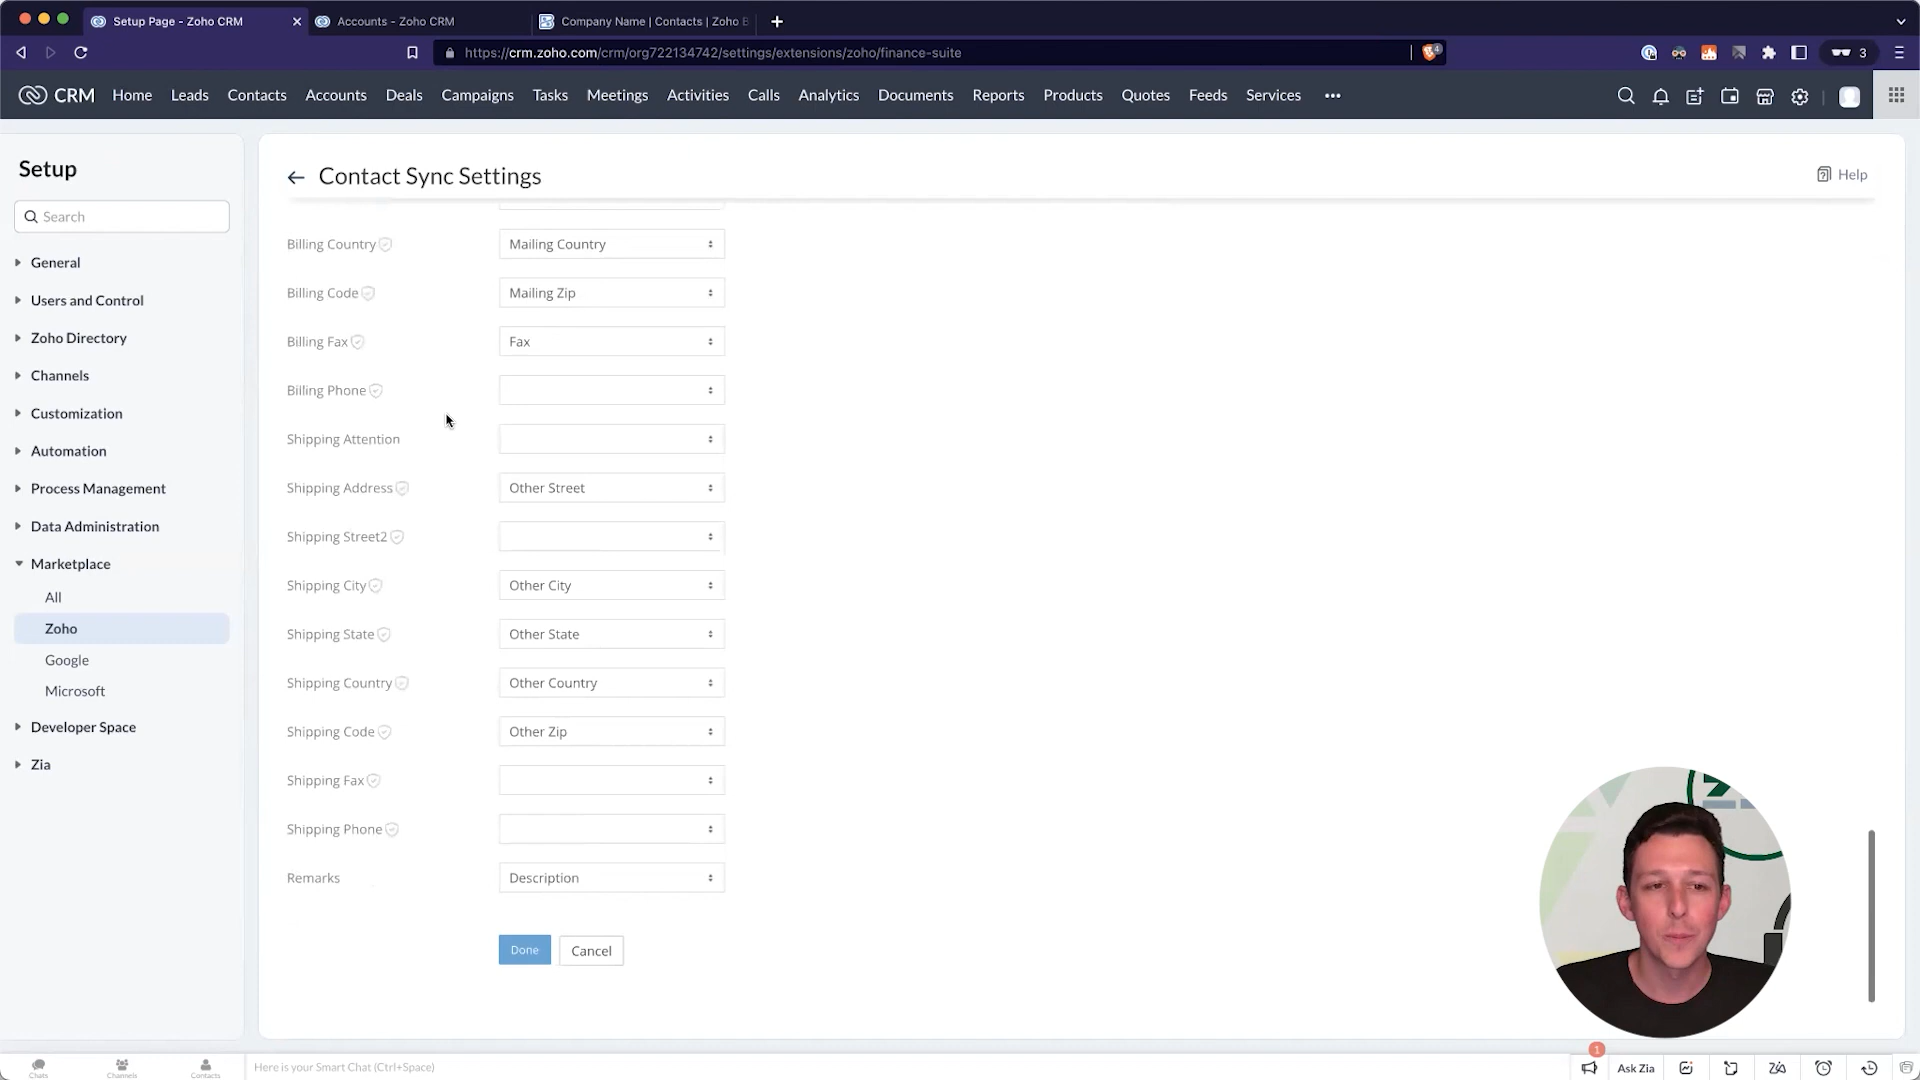 Setup Page - Zoho CRM
Accounts - Zoho CRM
Company Name | Contacts | Zoho B
https://crm.zoho.com/crm/org722134742/settings/extensions/zoho/finance-suite
4
3
CRM Home Leads Contacts Accounts Deals Campaigns Tasks Meetings Activities Calls Analytics Documents Reports Products Quotes Feeds Services
Setup
Search
General
Users and Control
Zoho Directory
Channels
Customization
Automation
Process Management
Data Administration
Marketplace
All
Zoho
Google
Microsoft
Developer Space
Zia
Contact Sync Settings
Help
Billing Country Mailing Country
Billing Code Mailing Zip
Billing Fax Fax
Billing Phone
Shipping Attention
Shipping Address Other Street
Shipping Street2
Shipping City Other City
Shipping State Other State
Shipping Country Other Country
Shipping Code Other Zip
Shipping Fax
Shipping Phone
Remarks Description
Done Cancel
Chats Channels Contacts
Here is your Smart Chat (Ctrl+Space)
1
Ask Zia